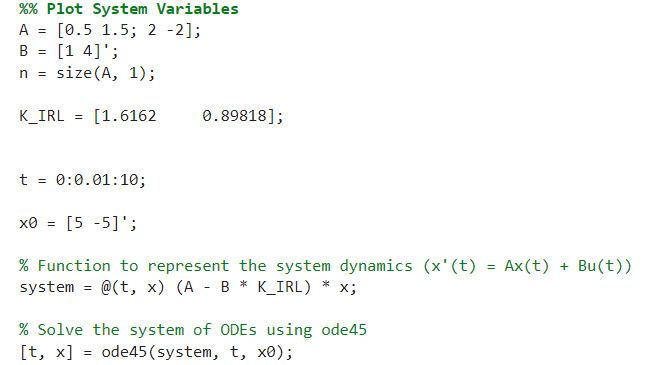 %% Plot System Variables
A = [0.5 1.5; 2 -2];
B = [1 4]';
n = size(A, 1);
K_IRL = [1.6162     0.89818];
t = 0:0.01:10;
x0 = [5 -5]';
% Function to represent the system dynamics (x'(t) = Ax(t) + Bu(t))
system = @(t, x) (A - B * K_IRL) * x;
% Solve the system of ODEs using ode45
[t, x] = ode45(system, t, x0);